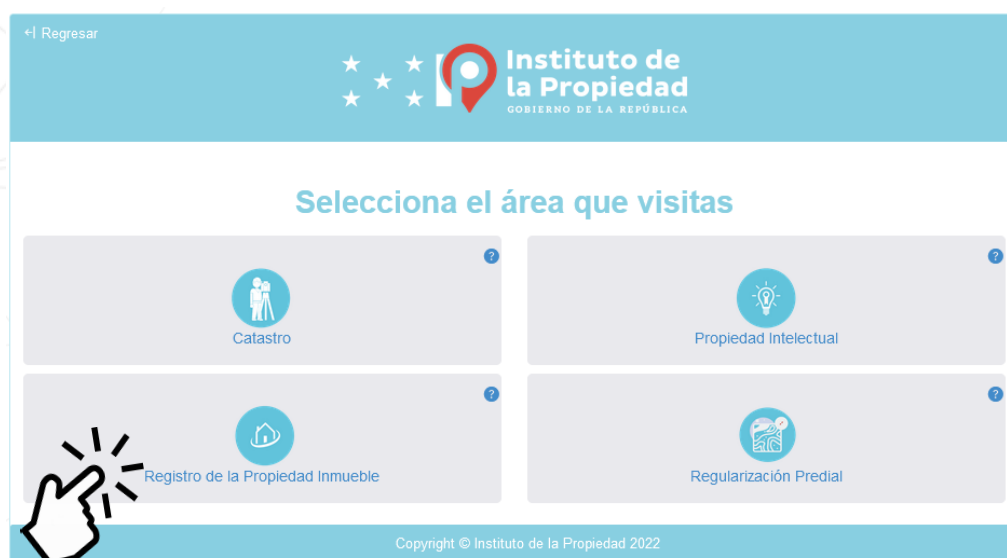 Regresar
Instituto de
la Propiedad
GOBIERNO DE LA REPÚBLICA
Selecciona el área que visitas
?
?
Catastro
Propiedad Intelectual
?
?
Registro de la Propiedad Inmueble
Regularización Predial
Copyright © Instituto de la Propiedad 2022